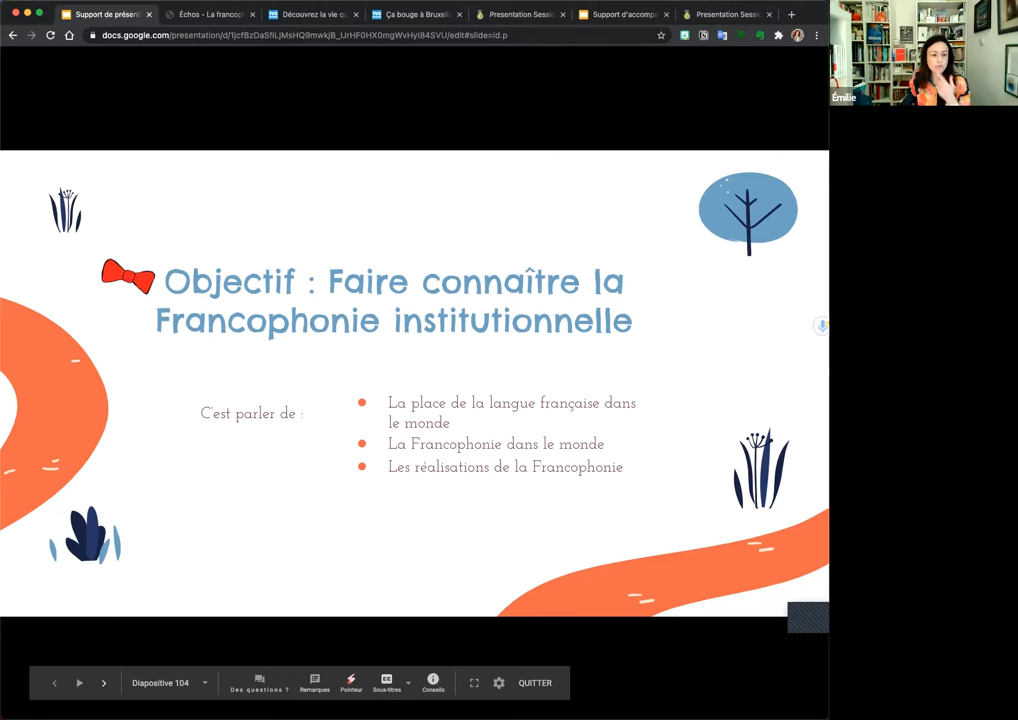 Support de présent
Échos - La francop
Découvrez la vie qu
Ça bouge à Bruxell
Presentation Sessi
Support d'accompa
Presentation Sessi
docs.google.com/presentation/d/1jcfBzDaSfiLjMsHQ9mwkjB_UrHF0HX0mgWvHyl84SVU/edit#slide=id.p
Émilie
Objectif : Faire connaître la
Francophonie institutionnelle
C'est parler de :
La place de la langue française dans
le monde
La Francophonie dans le monde
Les réalisations de la Francophonie
Diapositive 104
Des questions ?
Remarques
Pointeur
Sous-titres
Conseils
QUITTER